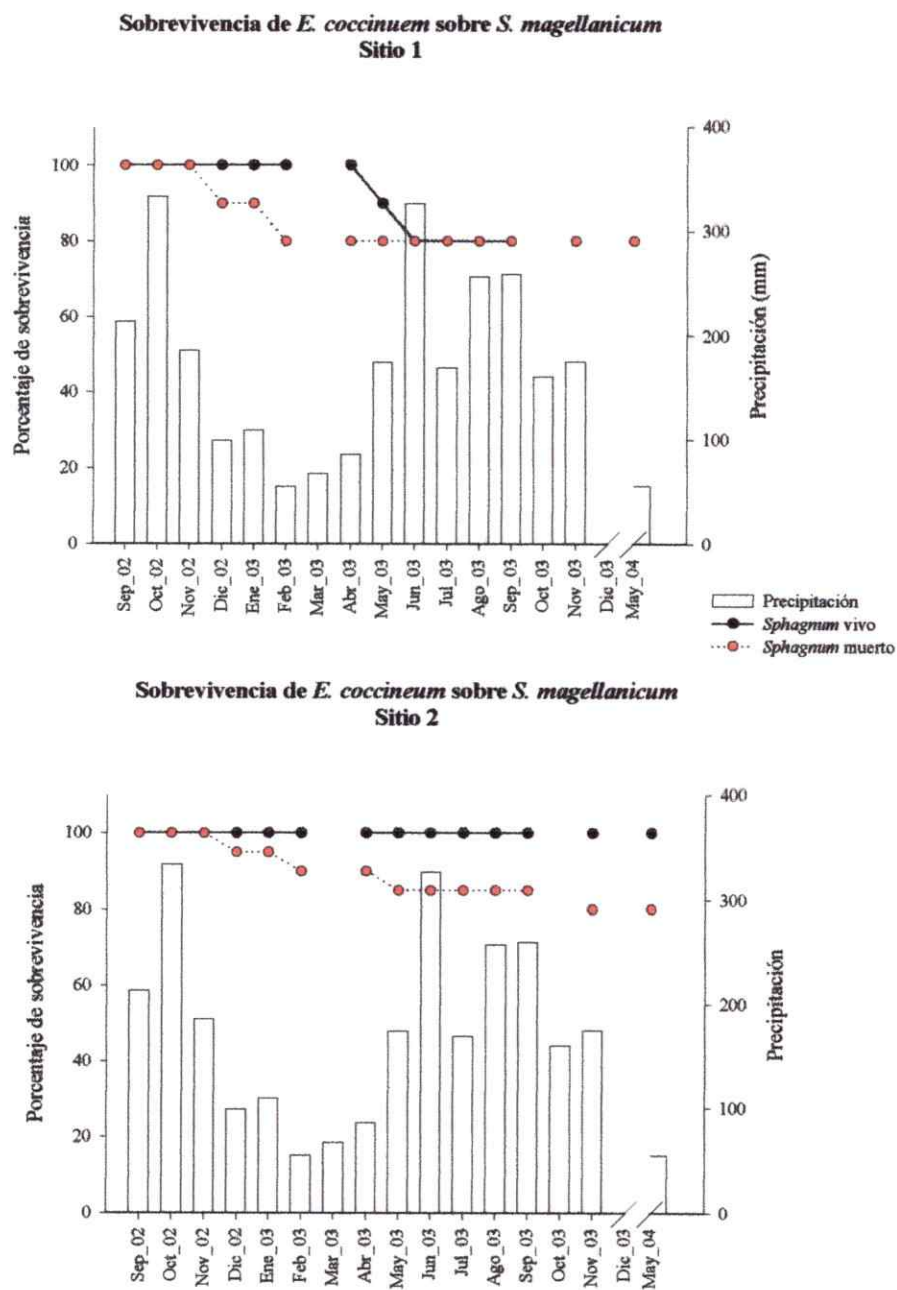 Sobrevivencia de E. coccinuem sobre S. magellanicum
Sitio 1
Porcentaje de sobrevivencia
100
80
60
40
20
0
400
300
200
100
0
Precipitación (mm)
Sep_02
Oct_02
Nov_02
Dic_02
Ene_03
Feb_03
Mar_03
Abr_03
May_03
Jun_03
Jul_03
Ago_03
Sep_03
Oct_03
Nov_03
Dic_03
May_04
Precipitación
Sphagnum vivo
Sphagnum muerto
Sobrevivencia de E. coccineum sobre S. magellanicum
Sitio 2
Porcentaje de sobrevivencia
100
80
60
40
20
0
400
300
200
100
0
Precipitación
Sep_02
Oct_02
Nov_02
Dic_02
Ene_03
Feb_03
Mar_03
Abr_03
May_03
Jun_03
Jul_03
Ago_03
Sep_03
Oct_03
Nov_03
Dic_03
May_04